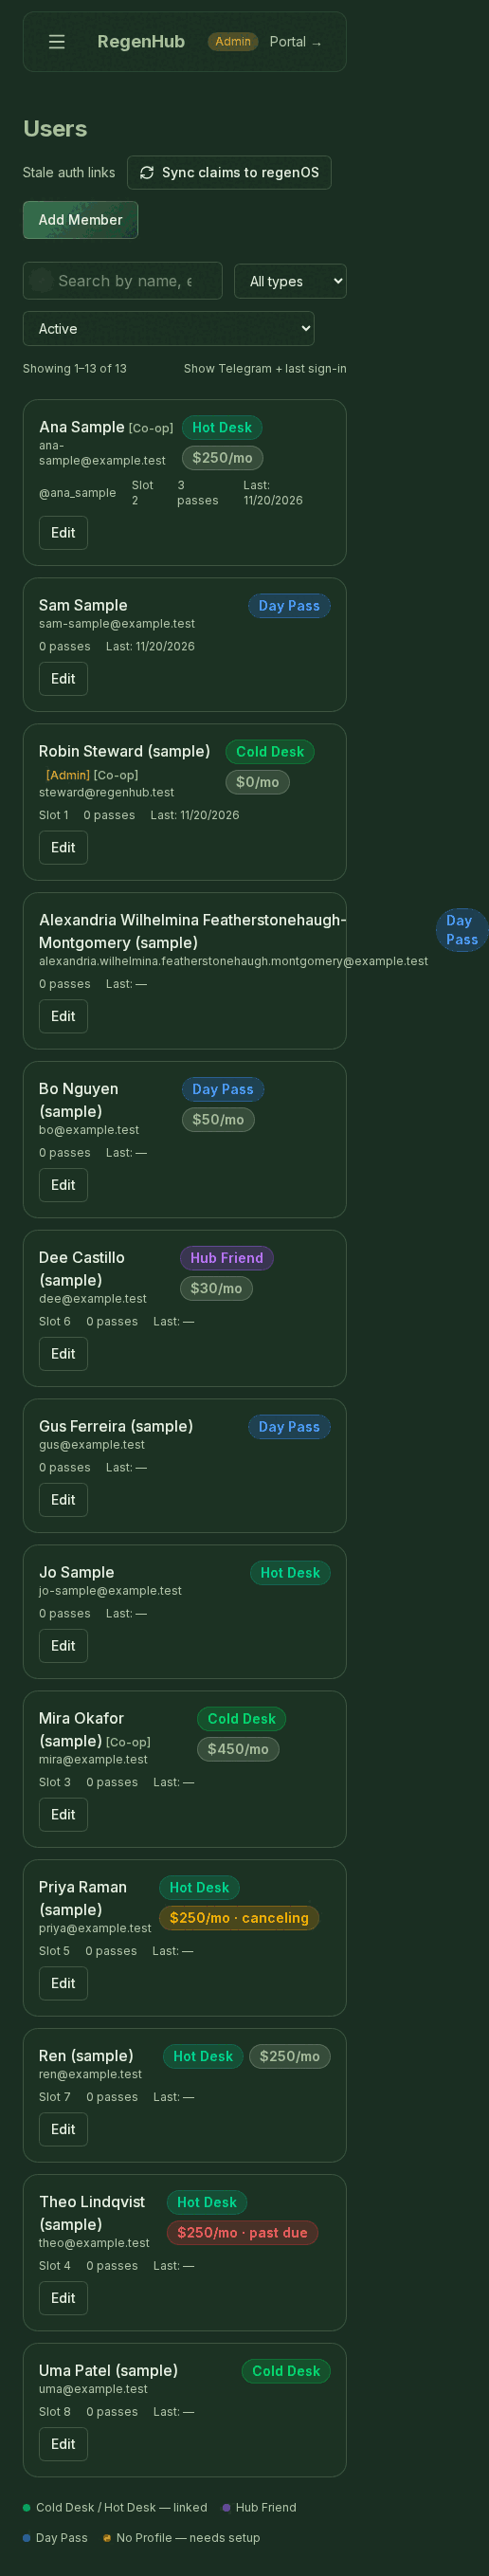 RegenHub Admin Portal →
Users
Stale auth links Sync claims to regenOS
Add Member
Search by name, e All types
Active
Showing 1–13 of 13 Show Telegram + last sign-in
Ana Sample [Co-op] Hot Desk
ana-
sample@example.test $250/mo
@ana_sample Slot 2 3 passes Last: 11/20/2026
Edit
Sam Sample Day Pass
sam-sample@example.test
0 passes Last: 11/20/2026
Edit
Robin Steward (sample) Cold Desk
[Admin] [Co-op] $0/mo
steward@regenhub.test
Slot 1 0 passes Last: 11/20/2026
Edit
Alexandria Wilhelmina Featherstonehaugh- Day Pass
Montgomery (sample)
alexandria.wilhelmina.featherstonehaugh.montgomery@example.test
0 passes Last: —
Edit
Bo Nguyen Day Pass
(sample) $50/mo
bo@example.test
0 passes Last: —
Edit
Dee Castillo Hub Friend
(sample) $30/mo
dee@example.test
Slot 6 0 passes Last: —
Edit
Gus Ferreira (sample) Day Pass
gus@example.test
0 passes Last: —
Edit
Jo Sample Hot Desk
jo-sample@example.test
0 passes Last: —
Edit
Mira Okafor Cold Desk
(sample) [Co-op] $450/mo
mira@example.test
Slot 3 0 passes Last: —
Edit
Priya Raman Hot Desk
(sample) $250/mo · canceling
priya@example.test
Slot 5 0 passes Last: —
Edit
Ren (sample) Hot Desk $250/mo
ren@example.test
Slot 7 0 passes Last: —
Edit
Theo Lindqvist Hot Desk
(sample) $250/mo · past due
theo@example.test
Slot 4 0 passes Last: —
Edit
Uma Patel (sample) Cold Desk
uma@example.test
Slot 8 0 passes Last: —
Edit
Cold Desk / Hot Desk — linked Hub Friend
Day Pass No Profile — needs setup